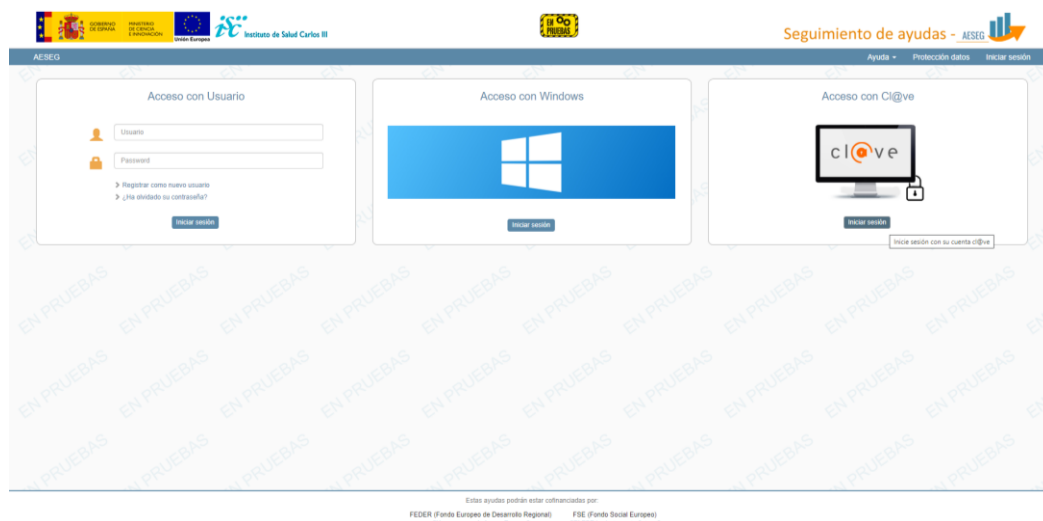 GOBIERNO DE ESPAÑA
MINISTERIO DE CIENCIA E INNOVACIÓN
Unión Europea
isc Instituto de Salud Carlos III
EN PRUEBAS
Seguimiento de ayudas - AESEG
AESEG
Ayuda
Protección datos
Iniciar sesión
Acceso con Usuario
Usuario
Password
Registrar como nuevo usuario
¿Ha olvidado su contraseña?
Iniciar sesión
Acceso con Windows
Iniciar sesión
Acceso con Cl@ve
cl@ve
Iniciar sesión
Inicie sesión con su cuenta cl@ve
EN PRUEBAS
Estas ayudas podrán estar cofinanciadas por:
FEDER (Fondo Europeo de Desarrollo Regional) FSE (Fondo Social Europeo)